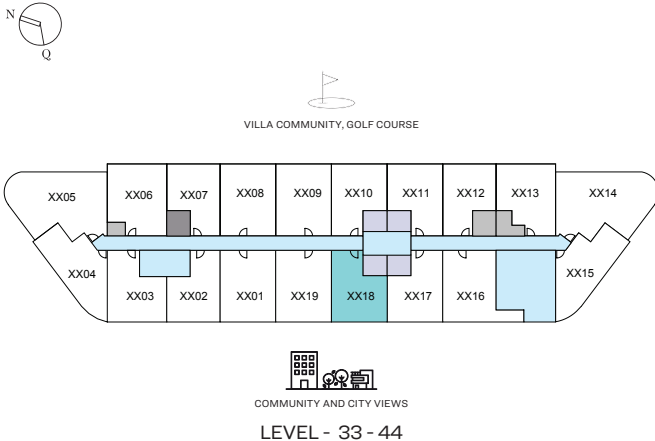 N
Q
VILLA COMMUNITY, GOLF COURSE
XX05 XX06 XX07 XX08 XX09 XX10 XX11 XX12 XX13 XX14
XX04 XX03 XX02 XX01 XX19 XX18 XX17 XX16 XX15
COMMUNITY AND CITY VIEWS
LEVEL - 33 - 44